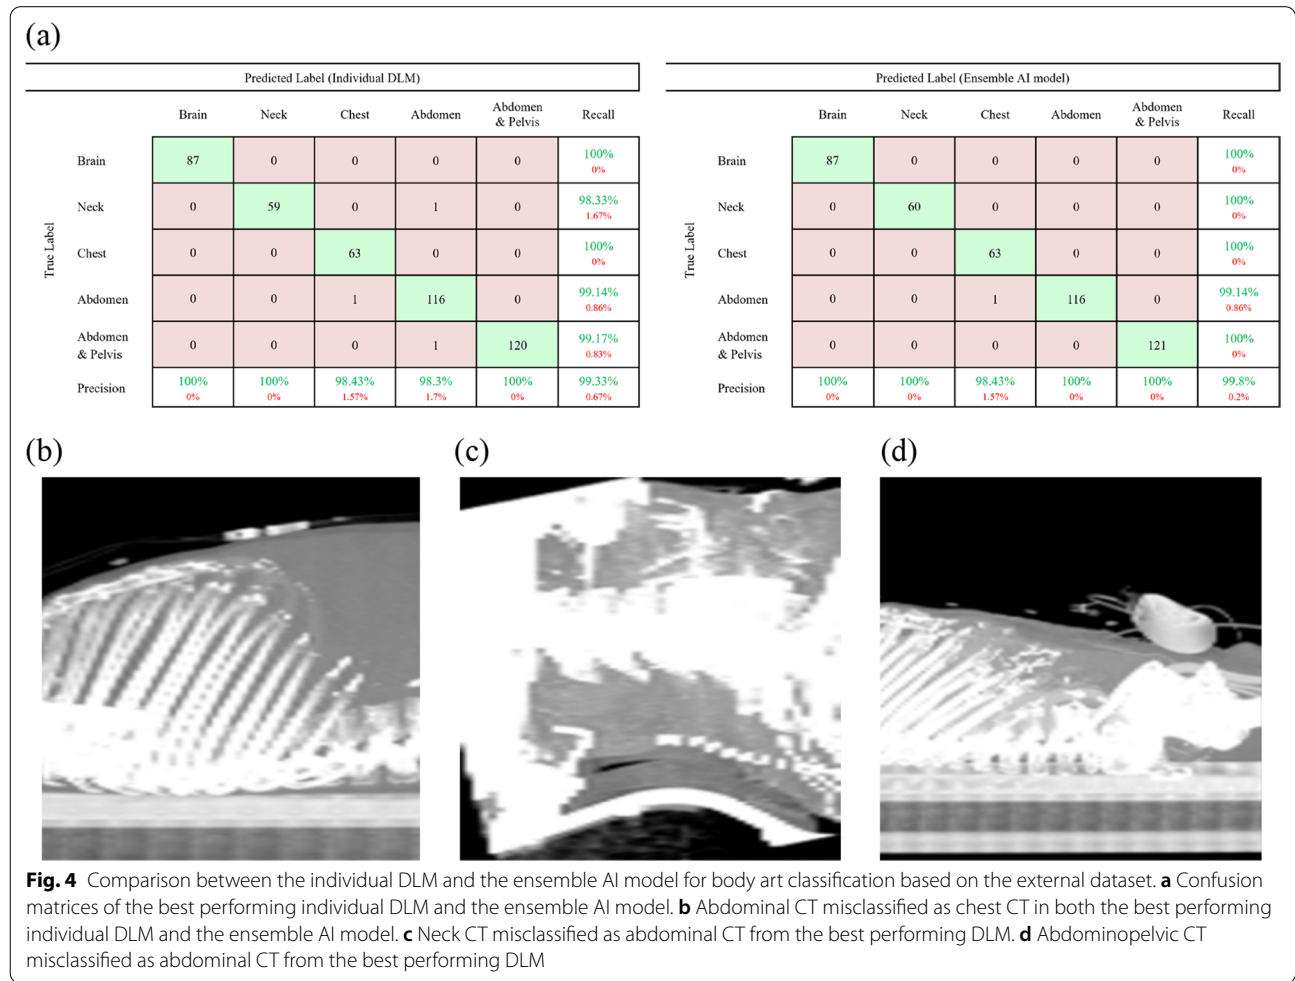 (a)
Predicted Label (Individual DLM)
Brain Neck Chest Abdomen Abdomen & Pelvis Recall
True Label
Brain 87 0 0 0 0 100% 0%
Neck 0 59 0 1 0 98.33% 1.67%
Chest 0 0 63 0 0 100% 0%
Abdomen 0 0 1 116 0 99.14% 0.86%
Abdomen & Pelvis 0 0 0 1 120 99.17% 0.83%
Precision 100% 0% 100% 0% 98.43% 1.57% 98.3% 1.7% 100% 0% 99.33% 0.67%
Predicted Label (Ensemble AI model)
Brain Neck Chest Abdomen Abdomen & Pelvis Recall
True Label
Brain 87 0 0 0 0 100% 0%
Neck 0 60 0 0 0 100% 0%
Chest 0 0 63 0 0 100% 0%
Abdomen 0 0 1 116 0 99.14% 0.86%
Abdomen & Pelvis 0 0 0 0 121 100% 0%
Precision 100% 0% 100% 0% 98.43% 1.57% 100% 0% 100% 0% 99.8% 0.2%
(b)
(c)
(d)
Fig. 4 Comparison between the individual DLM and the ensemble AI model for body art classification based on the external dataset. a Confusion
matrices of the best performing individual DLM and the ensemble AI model. b Abdominal CT misclassified as chest CT in both the best performing
individual DLM and the ensemble AI model. c Neck CT misclassified as abdominal CT from the best performing DLM. d Abdominopelvic CT
misclassified as abdominal CT from the best performing DLM